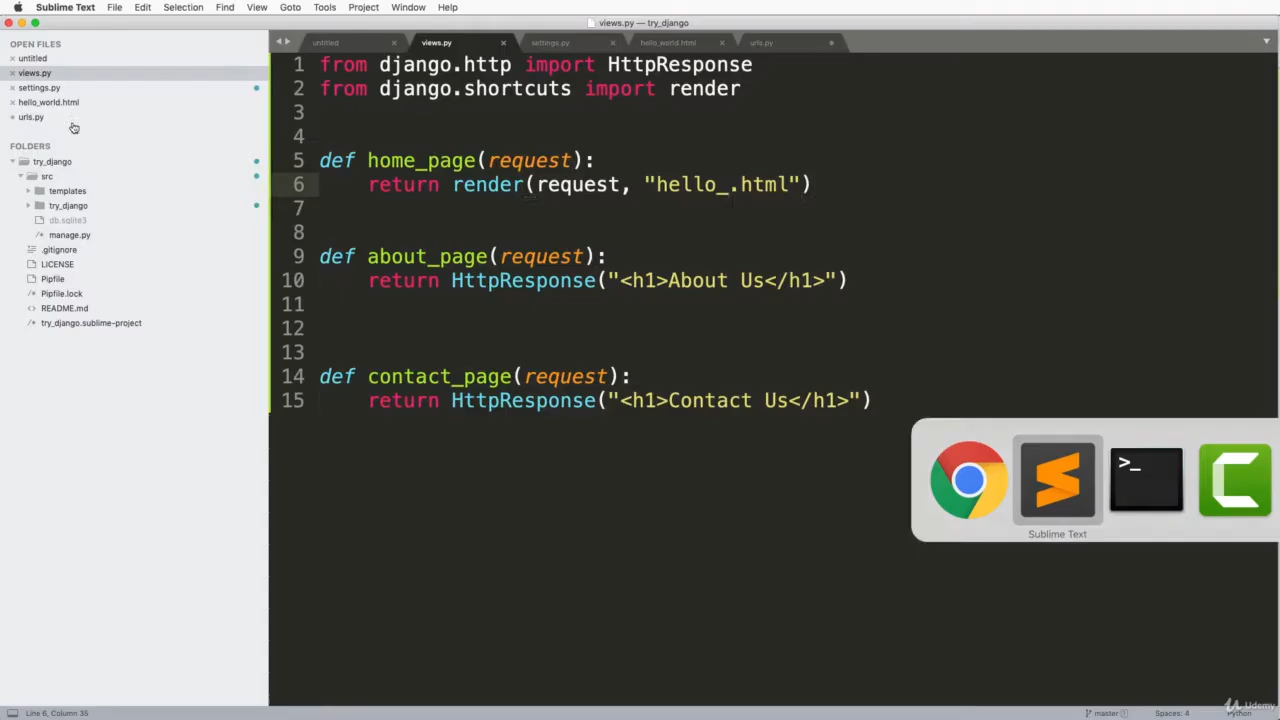 Sublime Text File Edit Selection Find View Goto Tools Project Window Help
views.py — try_django
OPEN FILES
untitled
views.py
settings.py
hello_world.html
urls.py
FOLDERS
try_django
src
templates
try_django
db.sqlite3
manage.py
.gitignore
LICENSE
Pipfile
Pipfile.lock
README.md
try_django.sublime-project
untitled views.py settings.py hello_world.html urls.py
1 from django.http import HttpResponse
2 from django.shortcuts import render
3
4
5 def home_page(request):
6 return render(request, "hello_.html")
7
8
9 def about_page(request):
10 return HttpResponse("<h1>About Us</h1>")
11
12
13
14 def contact_page(request):
15 return HttpResponse("<h1>Contact Us</h1>")
>_
Sublime Text
Udemy
Line 6, Column 35 master 1 Spaces: 4 Python